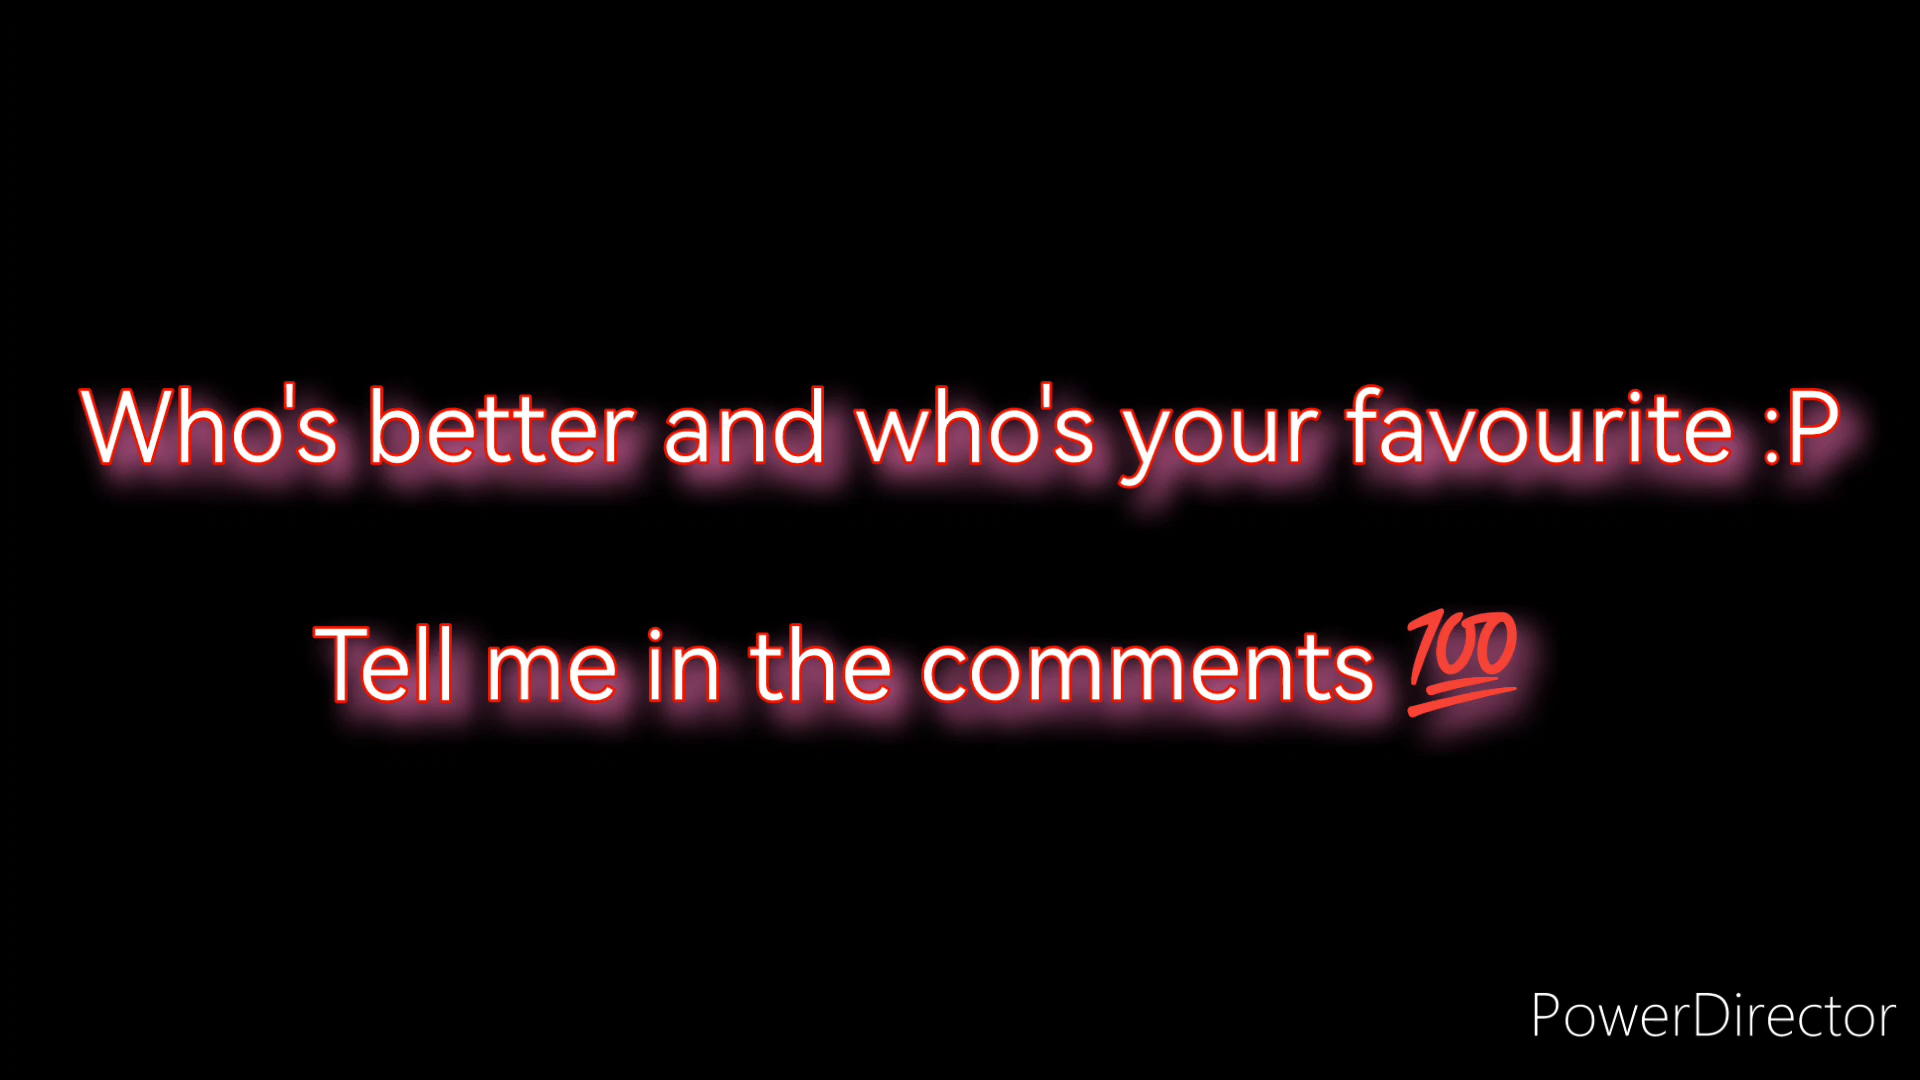 Who's better and who's your favourite :P
Tell me in the comments 💯
PowerDirector